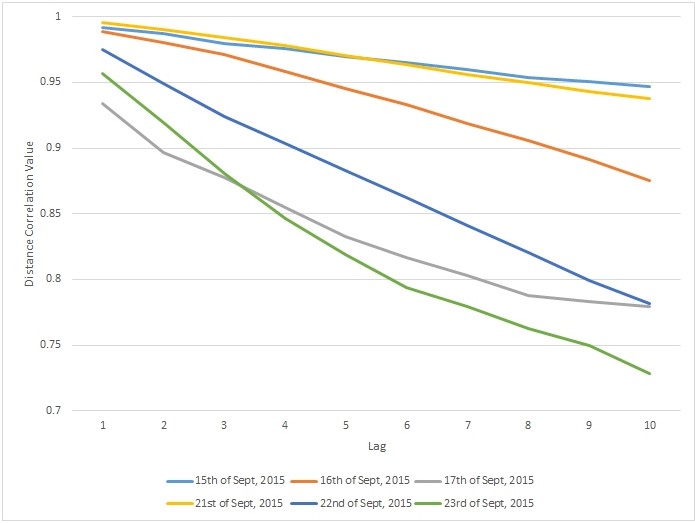 1
0.95
0.9
0.85
0.8
0.75
0.7
Distance Correlation Value
1 2 3 4 5 6 7 8 9 10
Lag
15th of Sept, 2015 16th of Sept, 2015 17th of Sept, 2015
21st of Sept, 2015 22nd of Sept, 2015 23rd of Sept, 2015